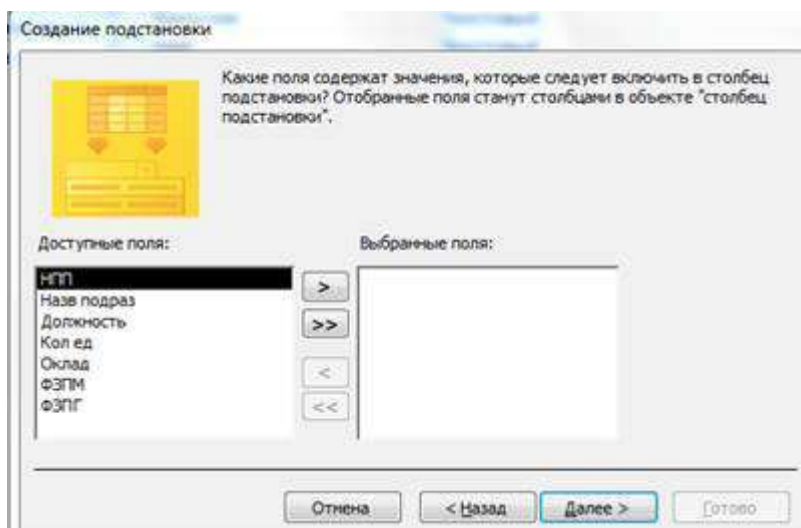 Создание подстановки
Какие поля содержат значения, которые следует включить в столбец
подстановки? Отобранные поля станут столбцами в объекте "столбец
подстановки".
Доступные поля:
Выбранные поля:
НПП
Назв подраз
Должность
Кол ед
Оклад
ФЗПМ
ФЗПГ
>
>>
<
<<
Отмена
< Назад
Далее >
Готово